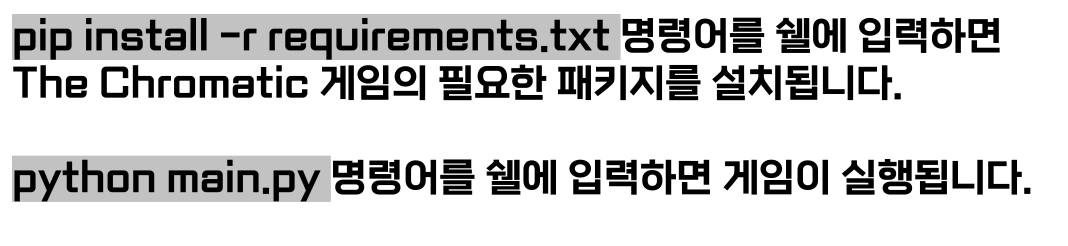 pip install -r requirements.txt 명령어를 쉘에 입력하면
The Chromatic 게임의 필요한 패키지를 설치됩니다.
python main.py 명령어를 쉘에 입력하면 게임이 실행됩니다.